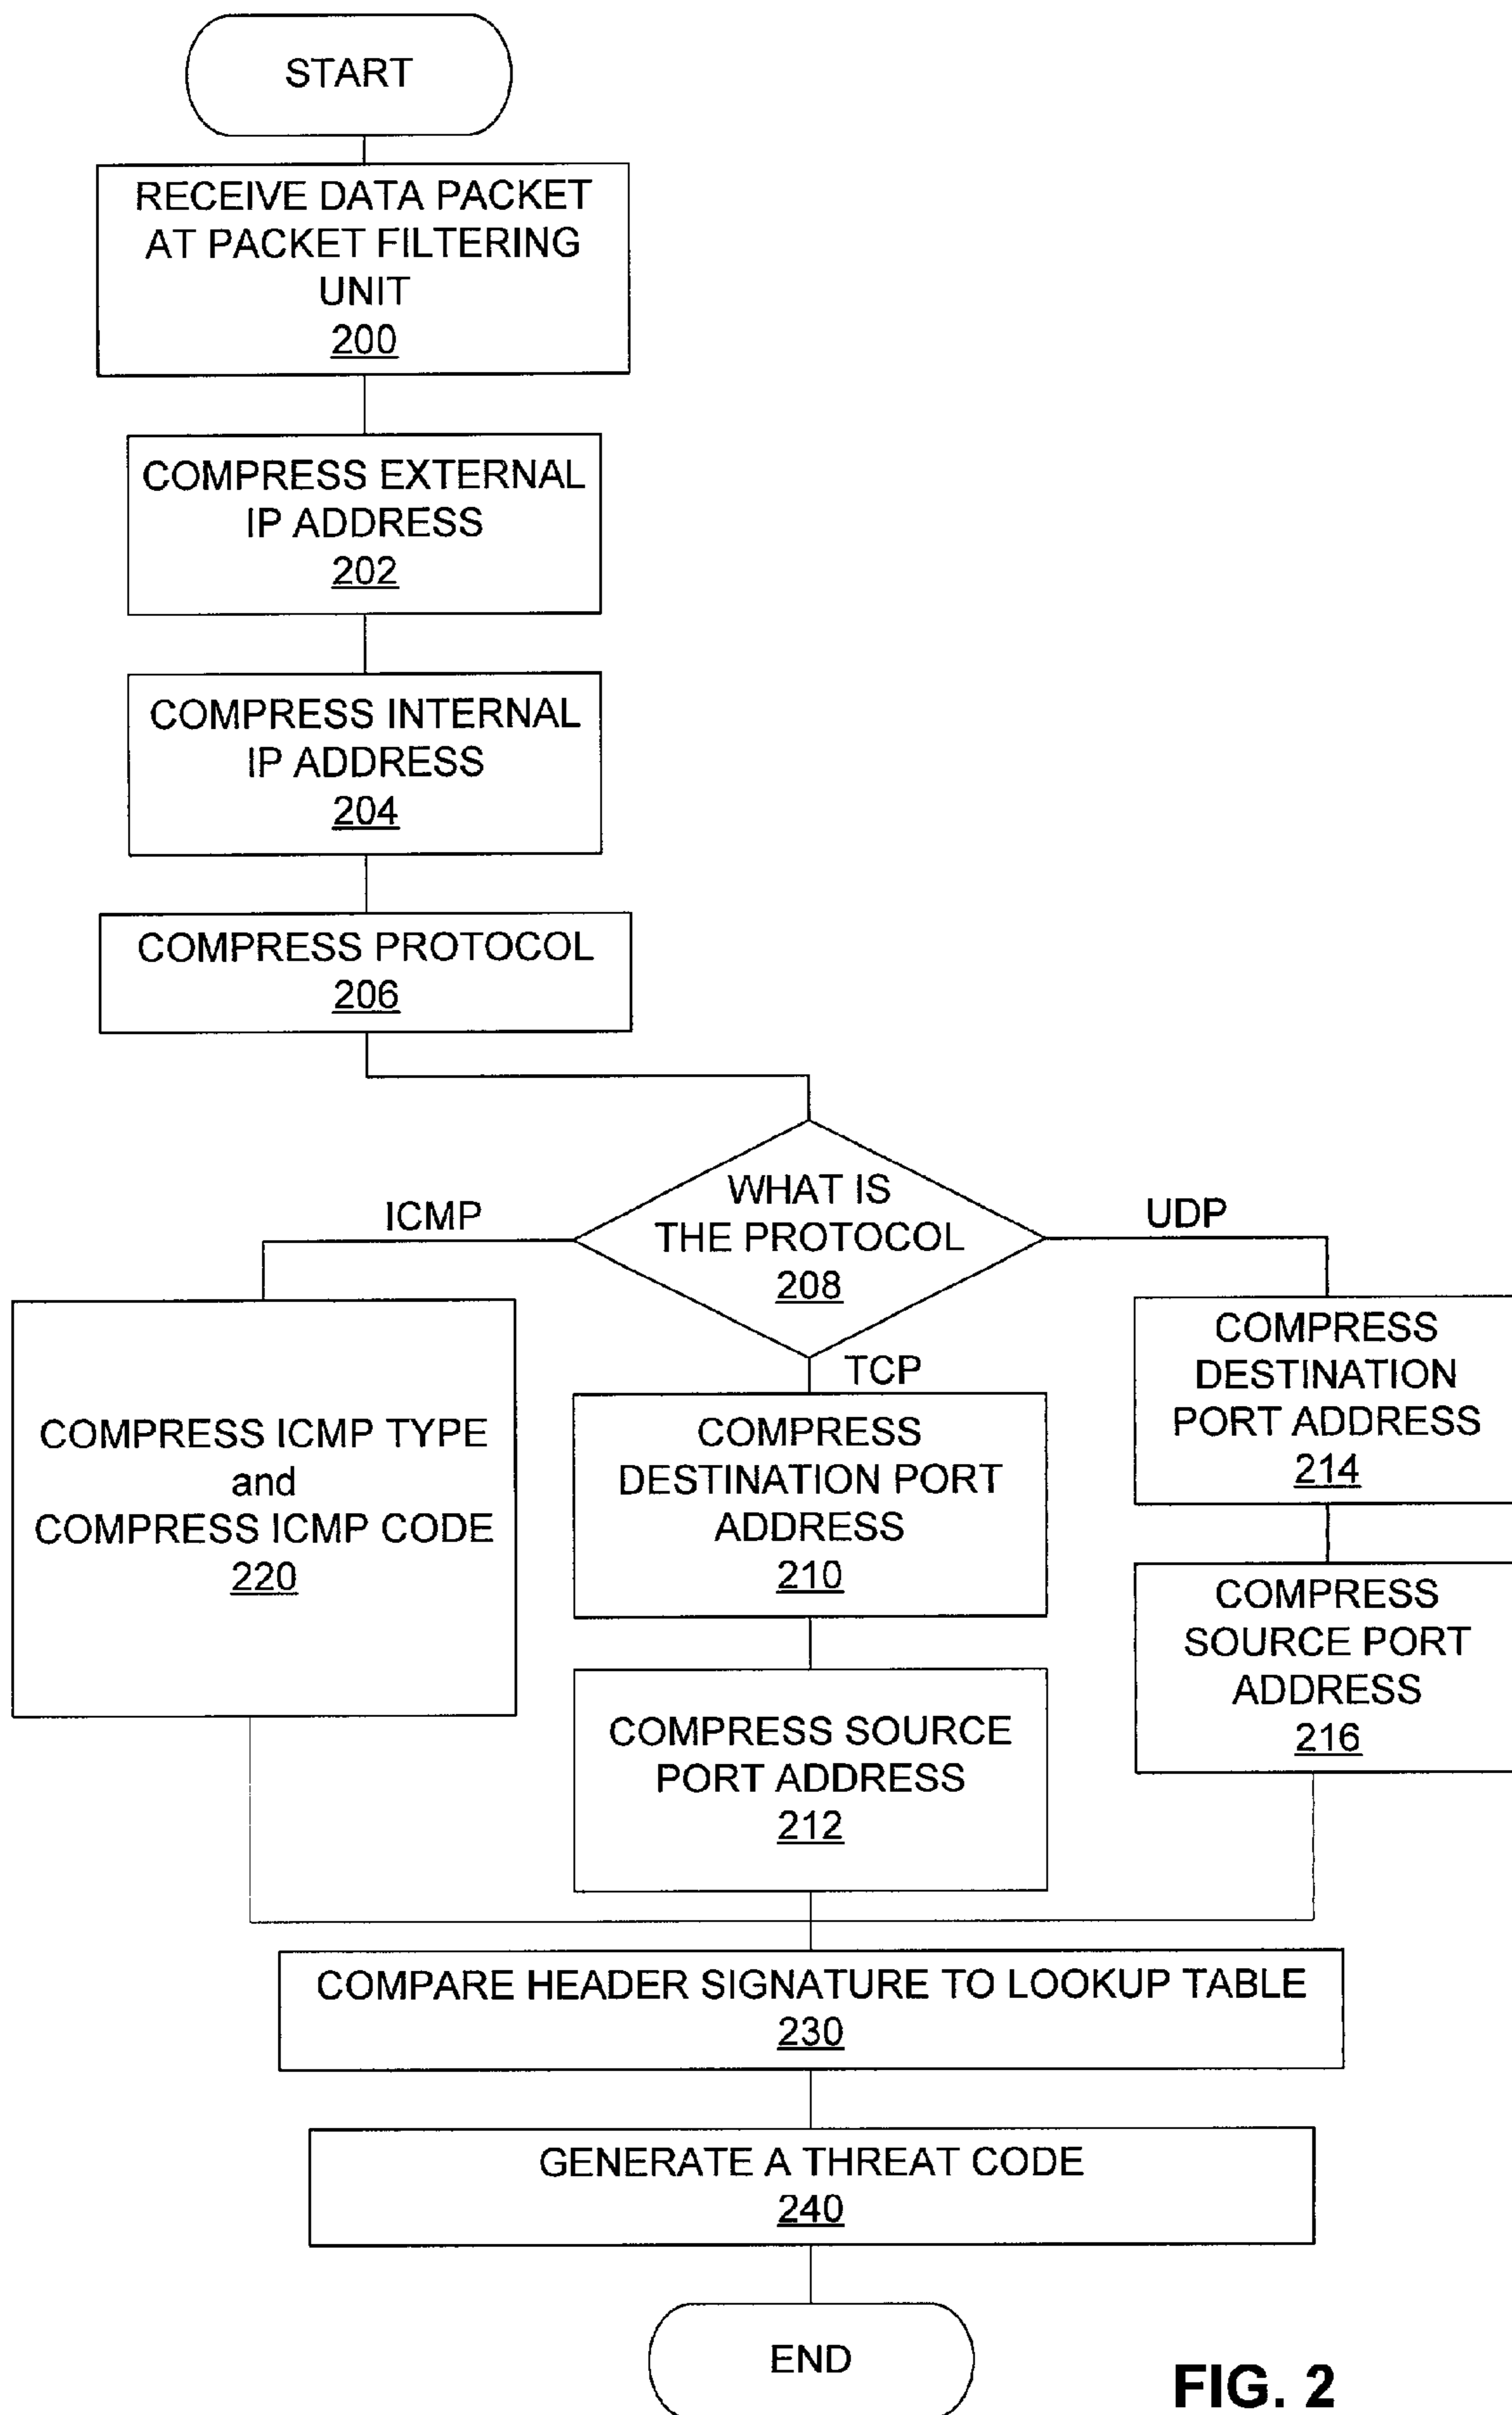 START
RECEIVE DATA PACKET
AT PACKET FILTERING
UNIT
200
COMPRESS EXTERNAL
IP ADDRESS
202
COMPRESS INTERNAL
IP ADDRESS
204
COMPRESS PROTOCOL
206
WHAT IS
THE PROTOCOL
208
ICMP
UDP
TCP
COMPRESS ICMP TYPE
and
COMPRESS ICMP CODE
220
COMPRESS
DESTINATION PORT
ADDRESS
210
COMPRESS SOURCE
PORT ADDRESS
212
COMPRESS
DESTINATION
PORT ADDRESS
214
COMPRESS
SOURCE PORT
ADDRESS
216
COMPARE HEADER SIGNATURE TO LOOKUP TABLE
230
GENERATE A THREAT CODE
240
END
FIG. 2